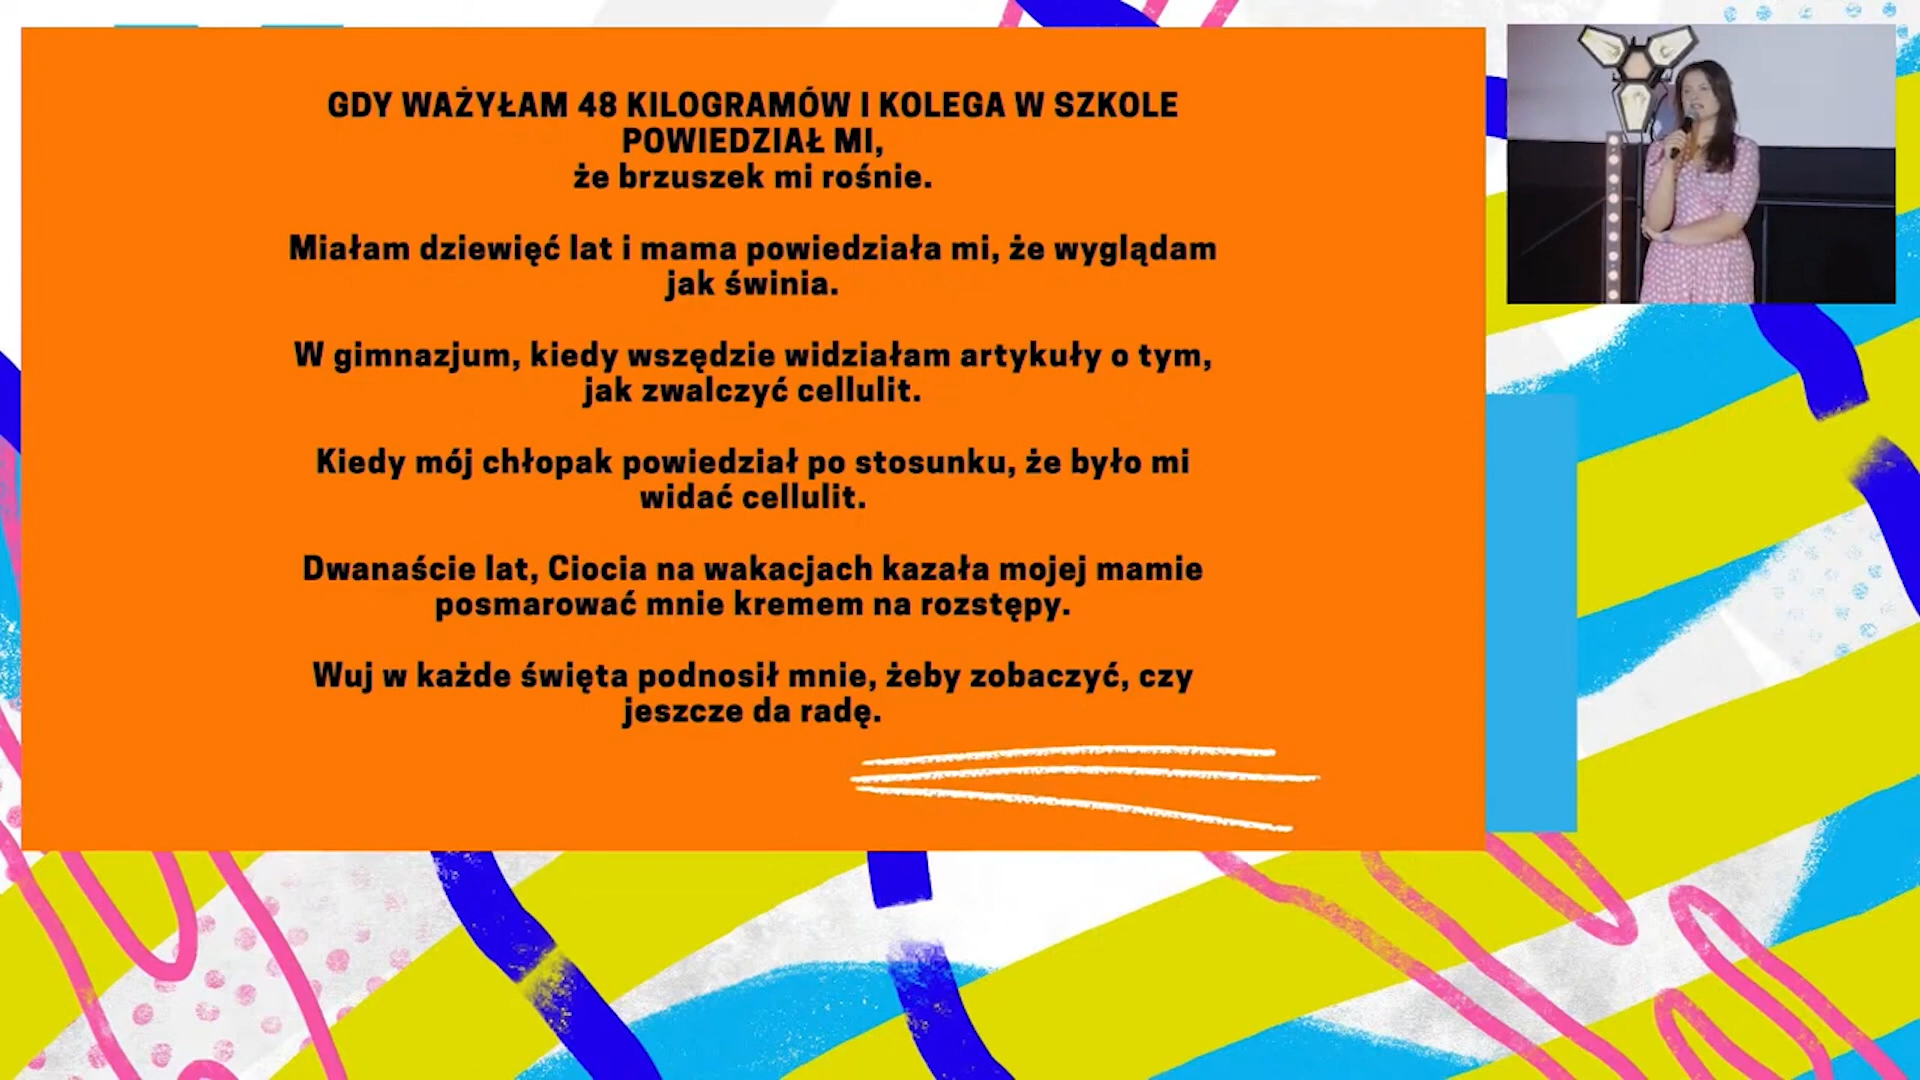 GDY WAŻYŁAM 48 KILOGRAMÓW I KOLEGA W SZKOLE
POWIEDZIAŁ MI,
że brzuszek mi rośnie.
Miałam dziewięć lat i mama powiedziała mi, że wyglądam
jak świnia.
W gimnazjum, kiedy wszędzie widziałam artykuły o tym,
jak zwalczyć cellulit.
Kiedy mój chłopak powiedział po stosunku, że było mi
widać cellulit.
Dwanaście lat, Ciocia na wakacjach kazała mojej mamie
posmarować mnie kremem na rozstępy.
Wuj w każde święta podnosił mnie, żeby zobaczyć, czy
jeszcze da radę.